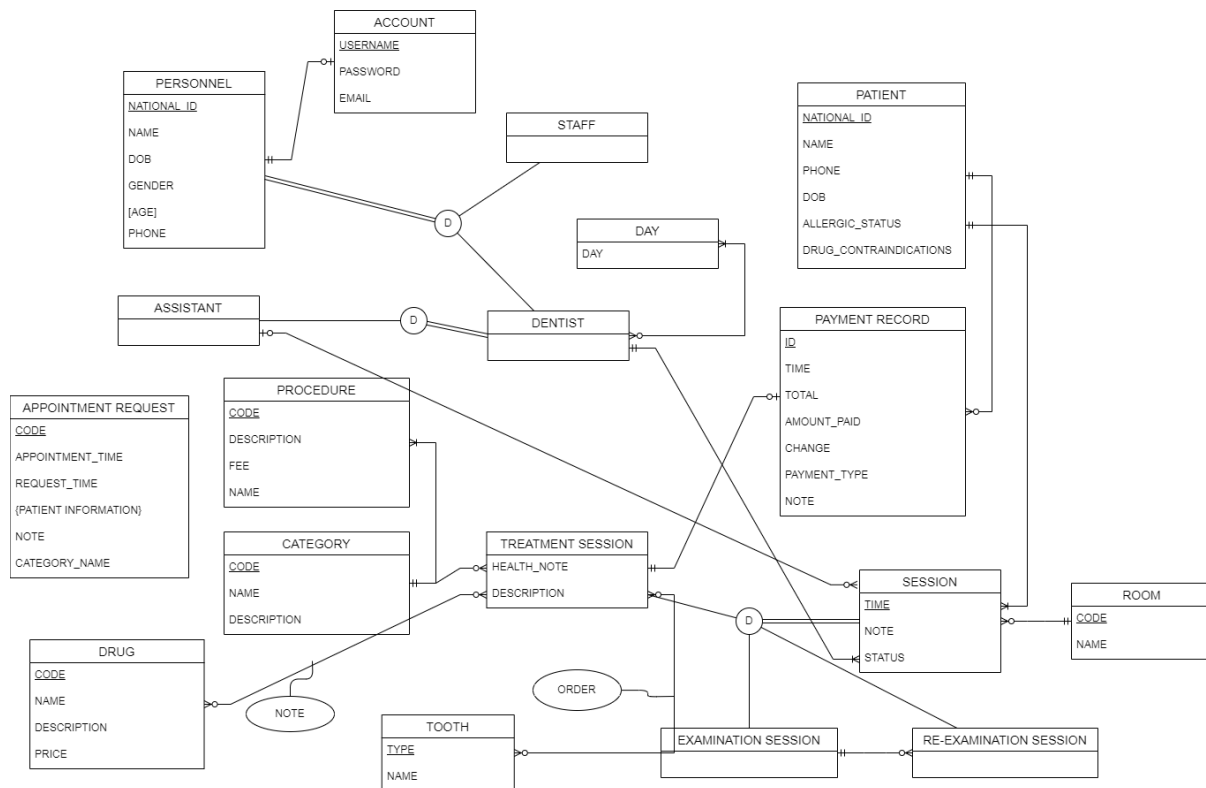 ACCOUNT
USERNAME
PASSWORD
EMAIL
PERSONNEL
NATIONAL_ID
NAME
DOB
GENDER
[AGE]
PHONE
STAFF
PATIENT
NATIONAL_ID
NAME
PHONE
DOB
ALLERGIC_STATUS
DRUG_CONTRAINDICATIONS
D
DAY
DAY
ASSISTANT
D
DENTIST
PAYMENT RECORD
ID
TIME
TOTAL
AMOUNT_PAID
CHANGE
PAYMENT_TYPE
NOTE
PROCEDURE
CODE
DESCRIPTION
FEE
NAME
APPOINTMENT REQUEST
CODE
APPOINTMENT_TIME
REQUEST_TIME
{PATIENT INFORMATION}
NOTE
CATEGORY_NAME
CATEGORY
CODE
NAME
DESCRIPTION
TREATMENT SESSION
HEALTH_NOTE
DESCRIPTION
SESSION
TIME
NOTE
STATUS
ROOM
CODE
NAME
D
DRUG
CODE
NAME
DESCRIPTION
PRICE
NOTE
ORDER
TOOTH
TYPE
NAME
EXAMINATION SESSION
RE-EXAMINATION SESSION